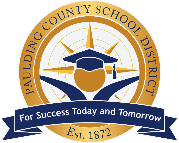 PAULDING COUNTY SCHOOL DISTRICT
For Success Today and Tomorrow
EST. 1872